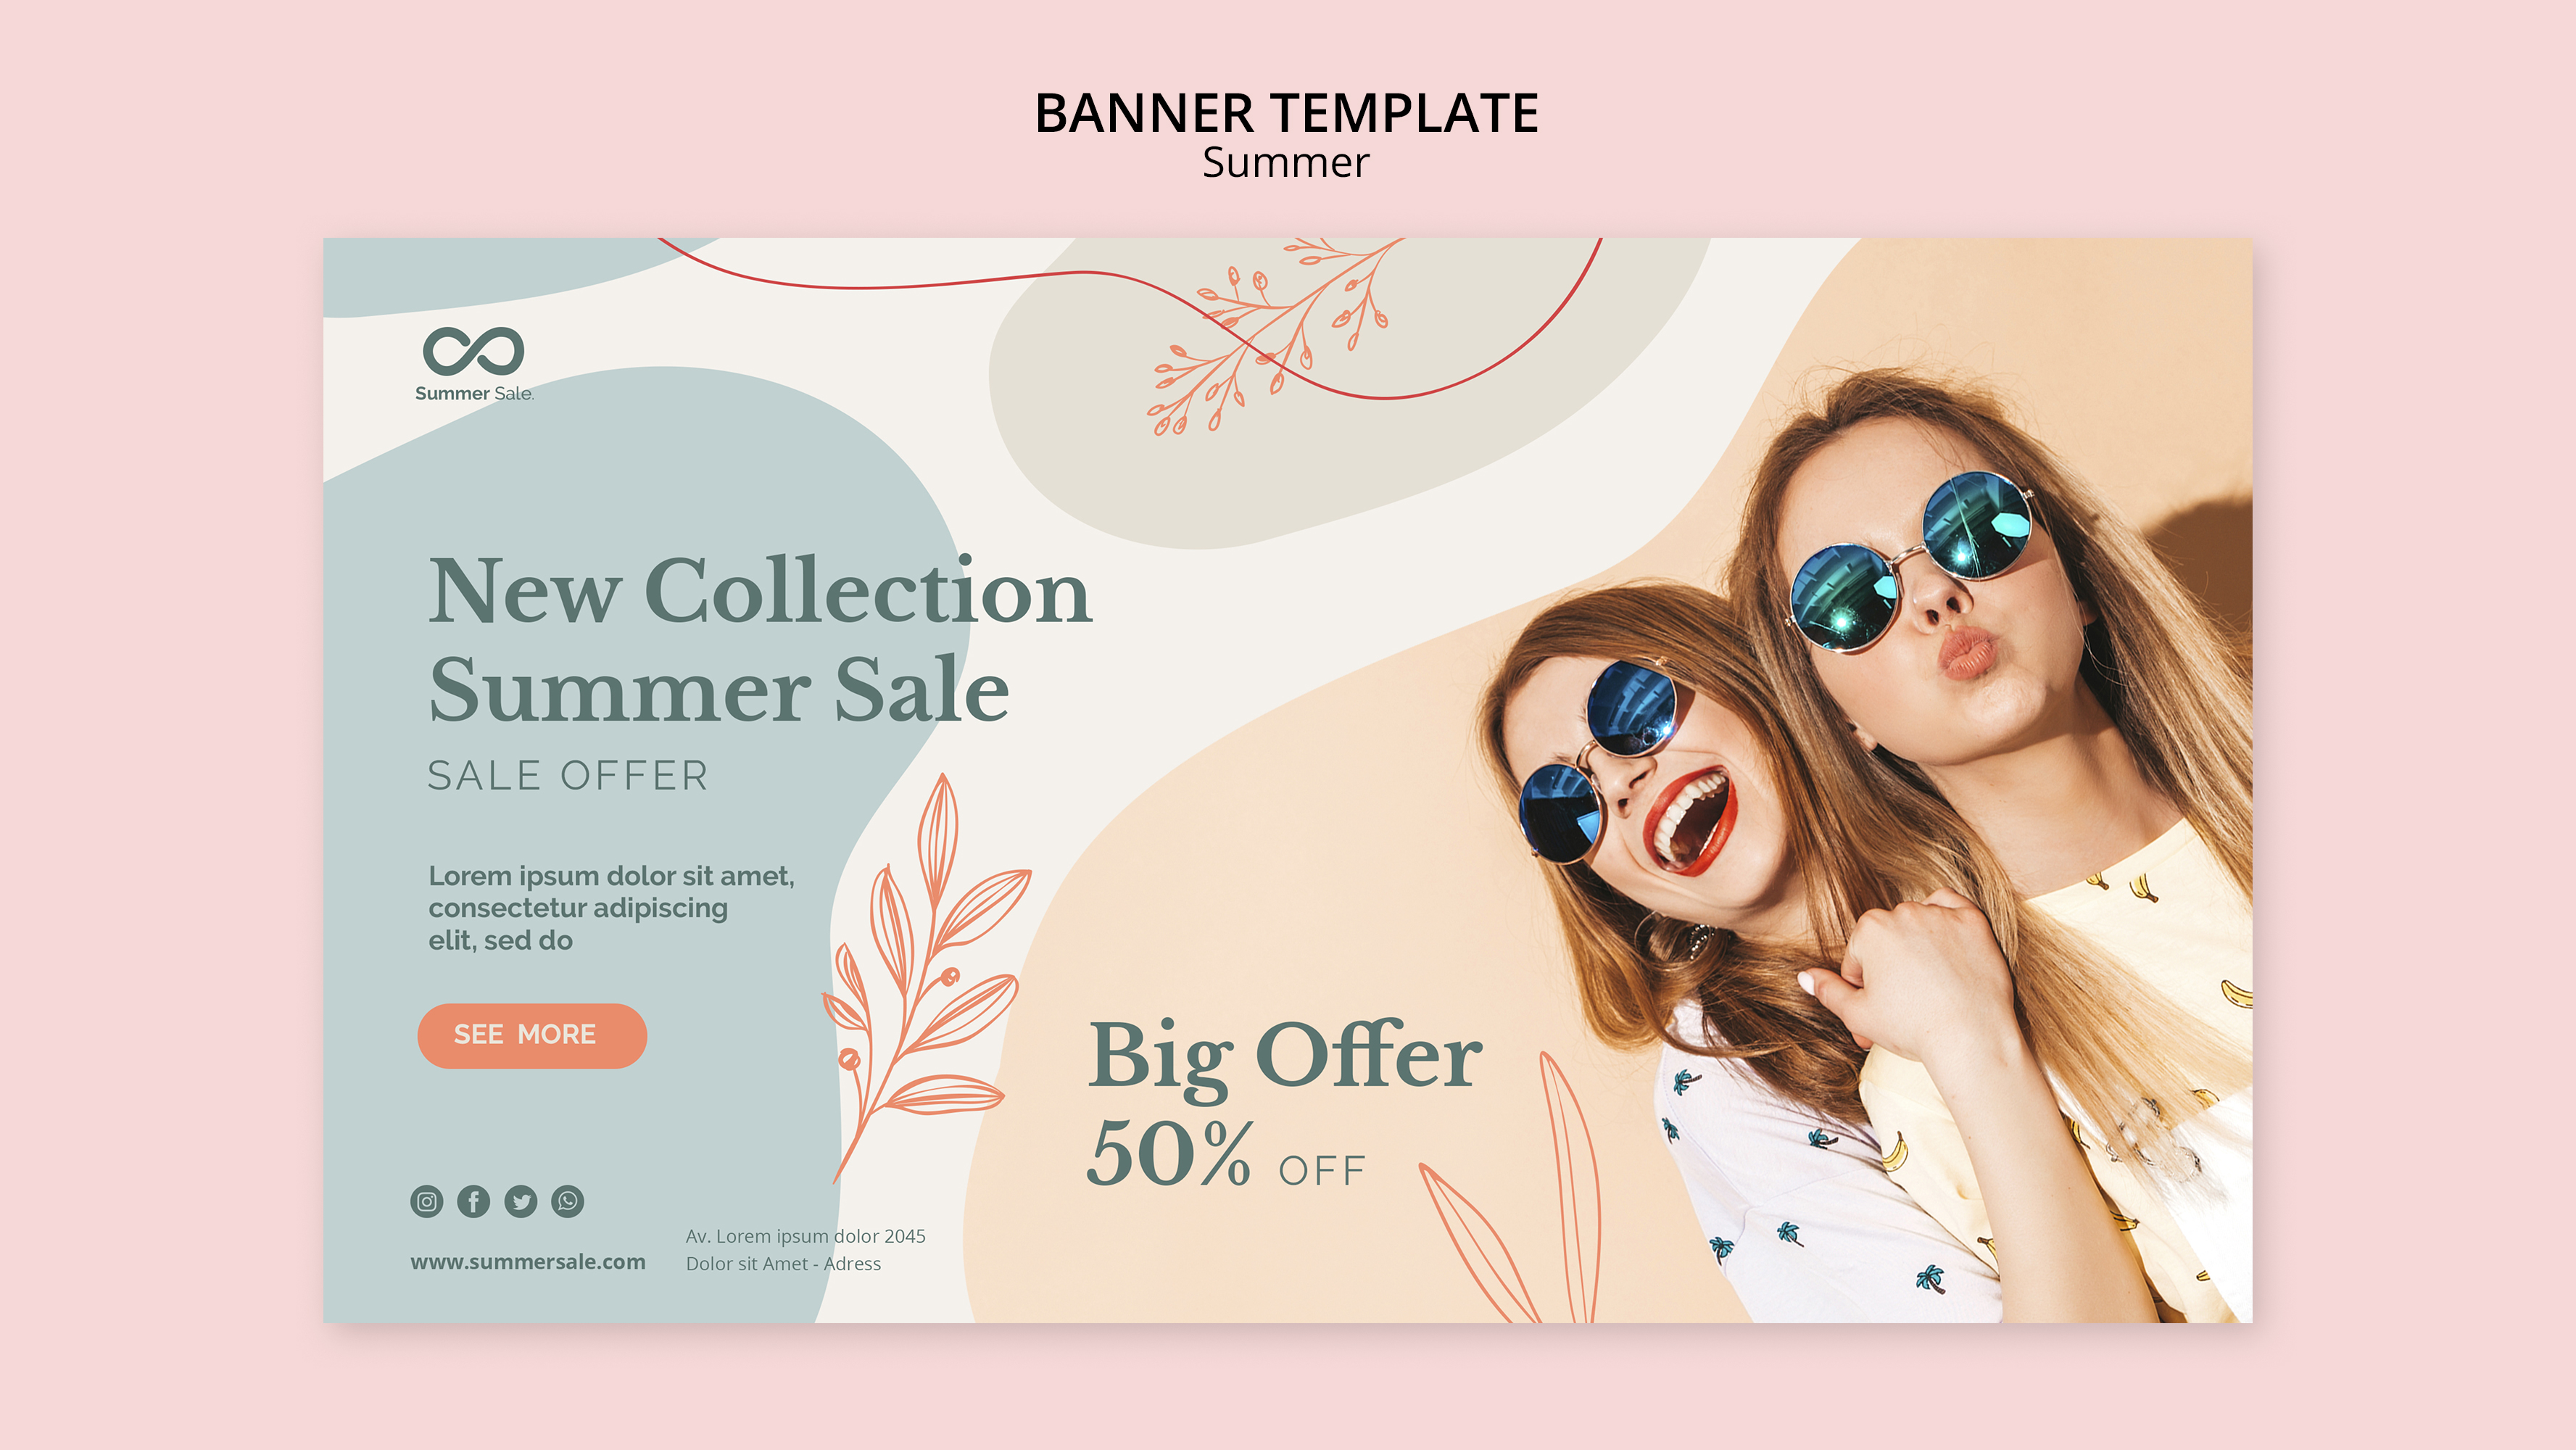 BANNER TEMPLATE
Summer
Summer Sale.
New Collection
Summer Sale
SALE OFFER
Lorem ipsum dolor sit amet,
consectetur adipiscing
elit, sed do
SEE MORE
Big Offer
50% OFF
www.summersale.com
Av. Lorem ipsum dolor 2045
Dolor sit Amet - Adress